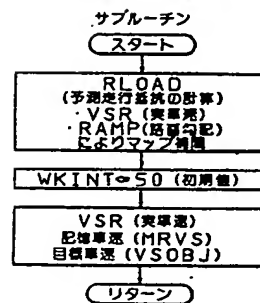 サブルーチン
スタート
RLOAD
(予測走行抵抗の計算)
・VSR (実車速)
・RAMP (路面勾配)
によりマップ補間
WKINT=50 (初期値)
VSR (実車速)
記憶車速 (MRVS)
目標車速 (VSOBJ)
リターン